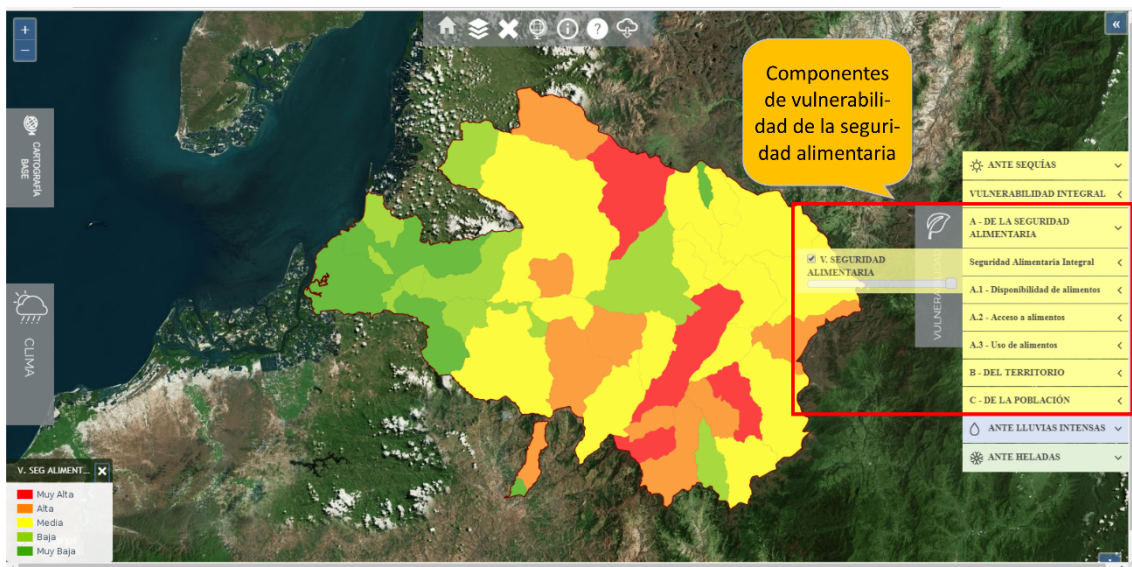 +
−
«
Componentes
de vulnerabili-
dad de la seguri-
dad alimentaria
CARTOGRAFÍA
BASE
CLIMA
ANTE SEQUÍAS
VULNERABILIDAD INTEGRAL
A - DE LA SEGURIDAD
ALIMENTARIA
V. SEGURIDAD
ALIMENTARIA
Seguridad Alimentaria Integral
A.1 - Disponibilidad de alimentos
A.2 - Acceso a alimentos
A.3 - Uso de alimentos
B - DEL TERRITORIO
C - DE LA POBLACIÓN
ANTE LLUVIAS INTENSAS
ANTE HELADAS
V. SEG ALIMENT...
Muy Alta
Alta
Media
Baja
Muy Baja